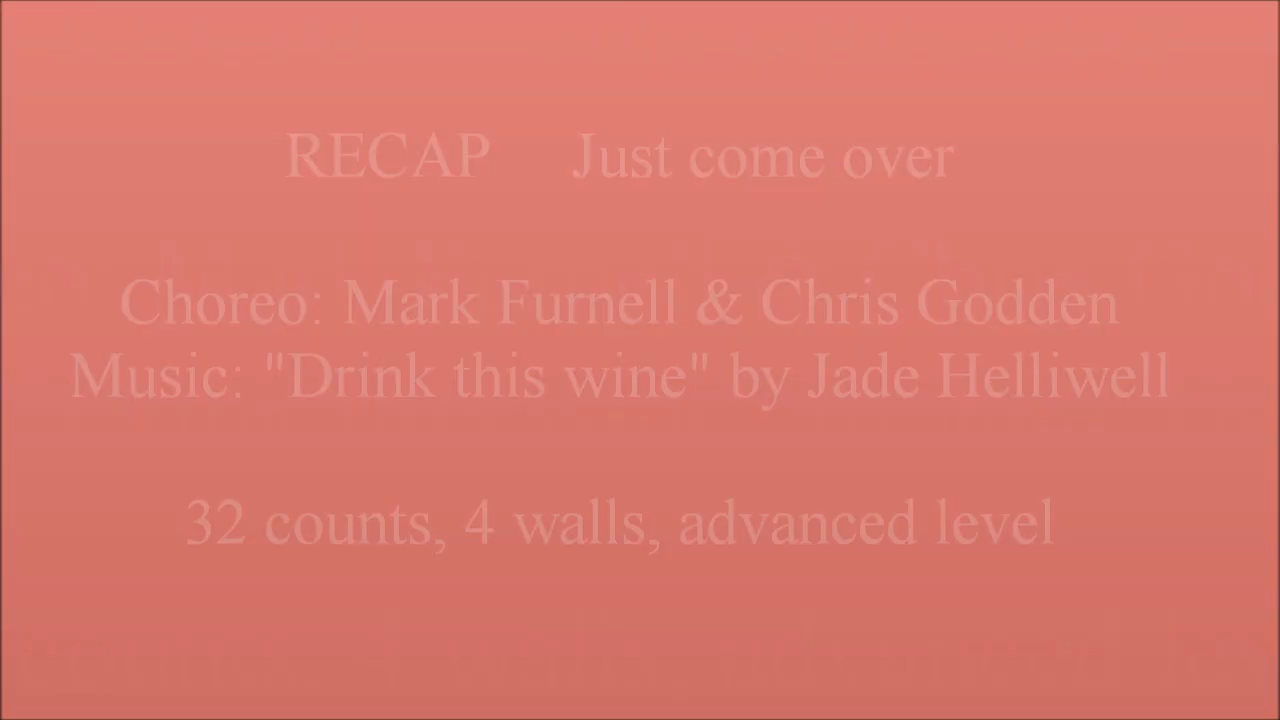 RECAP Just come over
Choreo: Mark Furnell & Chris Godden
Music: "Drink this wine" by Jade Helliwell
32 counts, 4 walls, advanced level